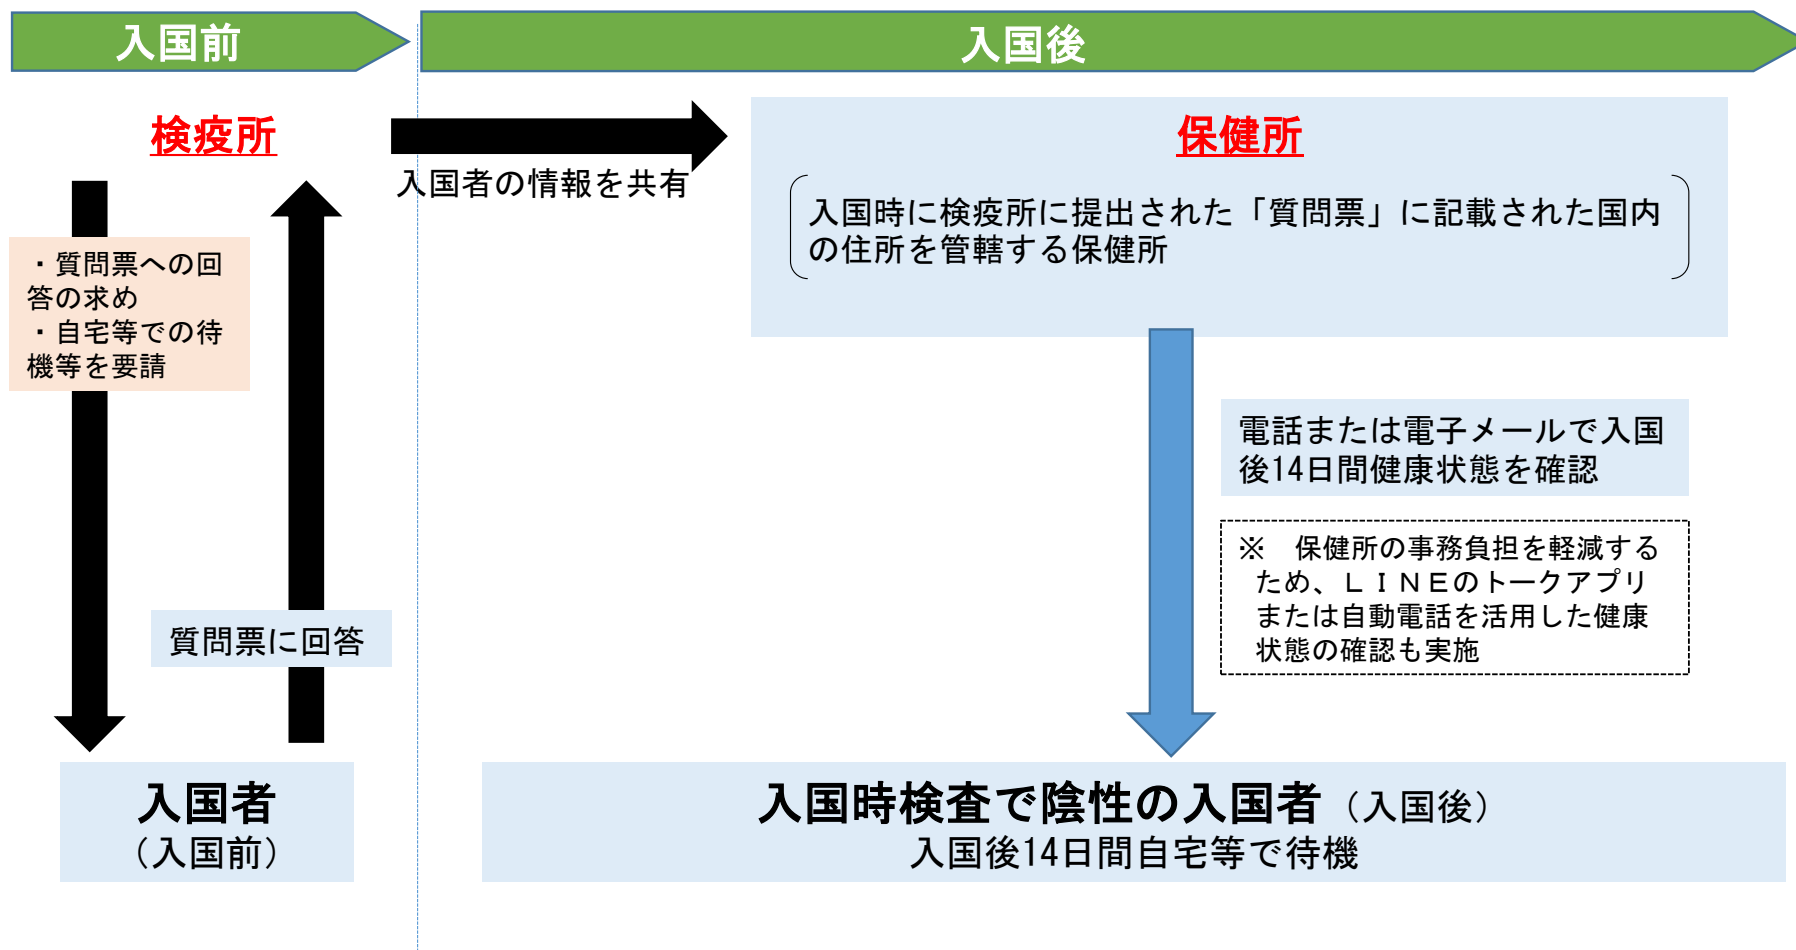 入国前
入国後
検疫所
入国者の情報を共有
保健所
入国時に検疫所に提出された「質問票」に記載された国内
の住所を管轄する保健所
・質問票への回
答の求め
・自宅等での待
機等を要請
電話または電子メールで入国
後14日間健康状態を確認
※　保健所の事務負担を軽減する
ため、ＬＩＮＥのトークアプリ
または自動電話を活用した健康
状態の確認も実施
質問票に回答
入国者
（入国前）
入国時検査で陰性の入国者（入国後）
入国後14日間自宅等で待機